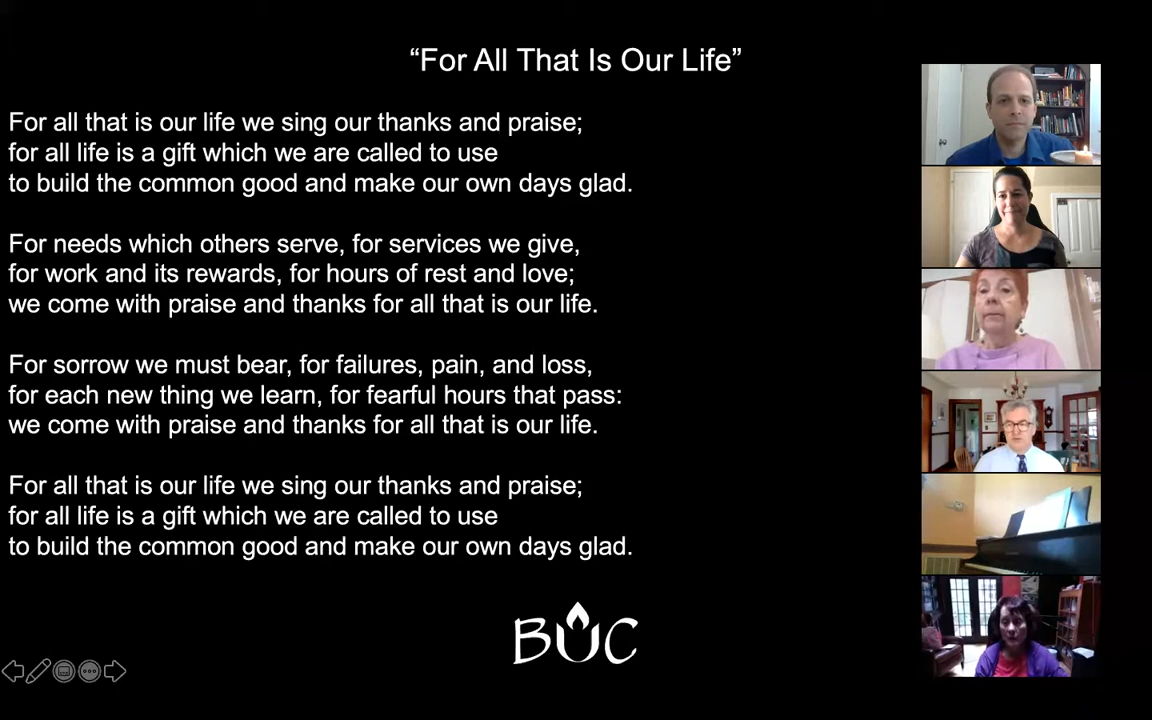 “For All That Is Our Life”
For all that is our life we sing our thanks and praise;
for all life is a gift which we are called to use
to build the common good and make our own days glad.
For needs which others serve, for services we give,
for work and its rewards, for hours of rest and love;
we come with praise and thanks for all that is our life.
For sorrow we must bear, for failures, pain, and loss,
for each new thing we learn, for fearful hours that pass:
we come with praise and thanks for all that is our life.
For all that is our life we sing our thanks and praise;
for all life is a gift which we are called to use
to build the common good and make our own days glad.
BUC